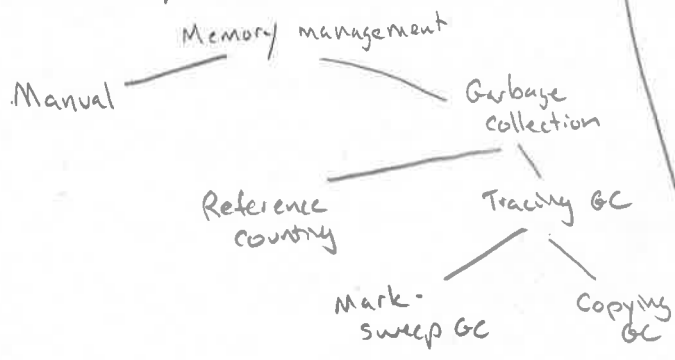 Memory management
Manual
Garbage
collection
Reference
counting
Tracing GC
Mark-
sweep GC
Copying
GC